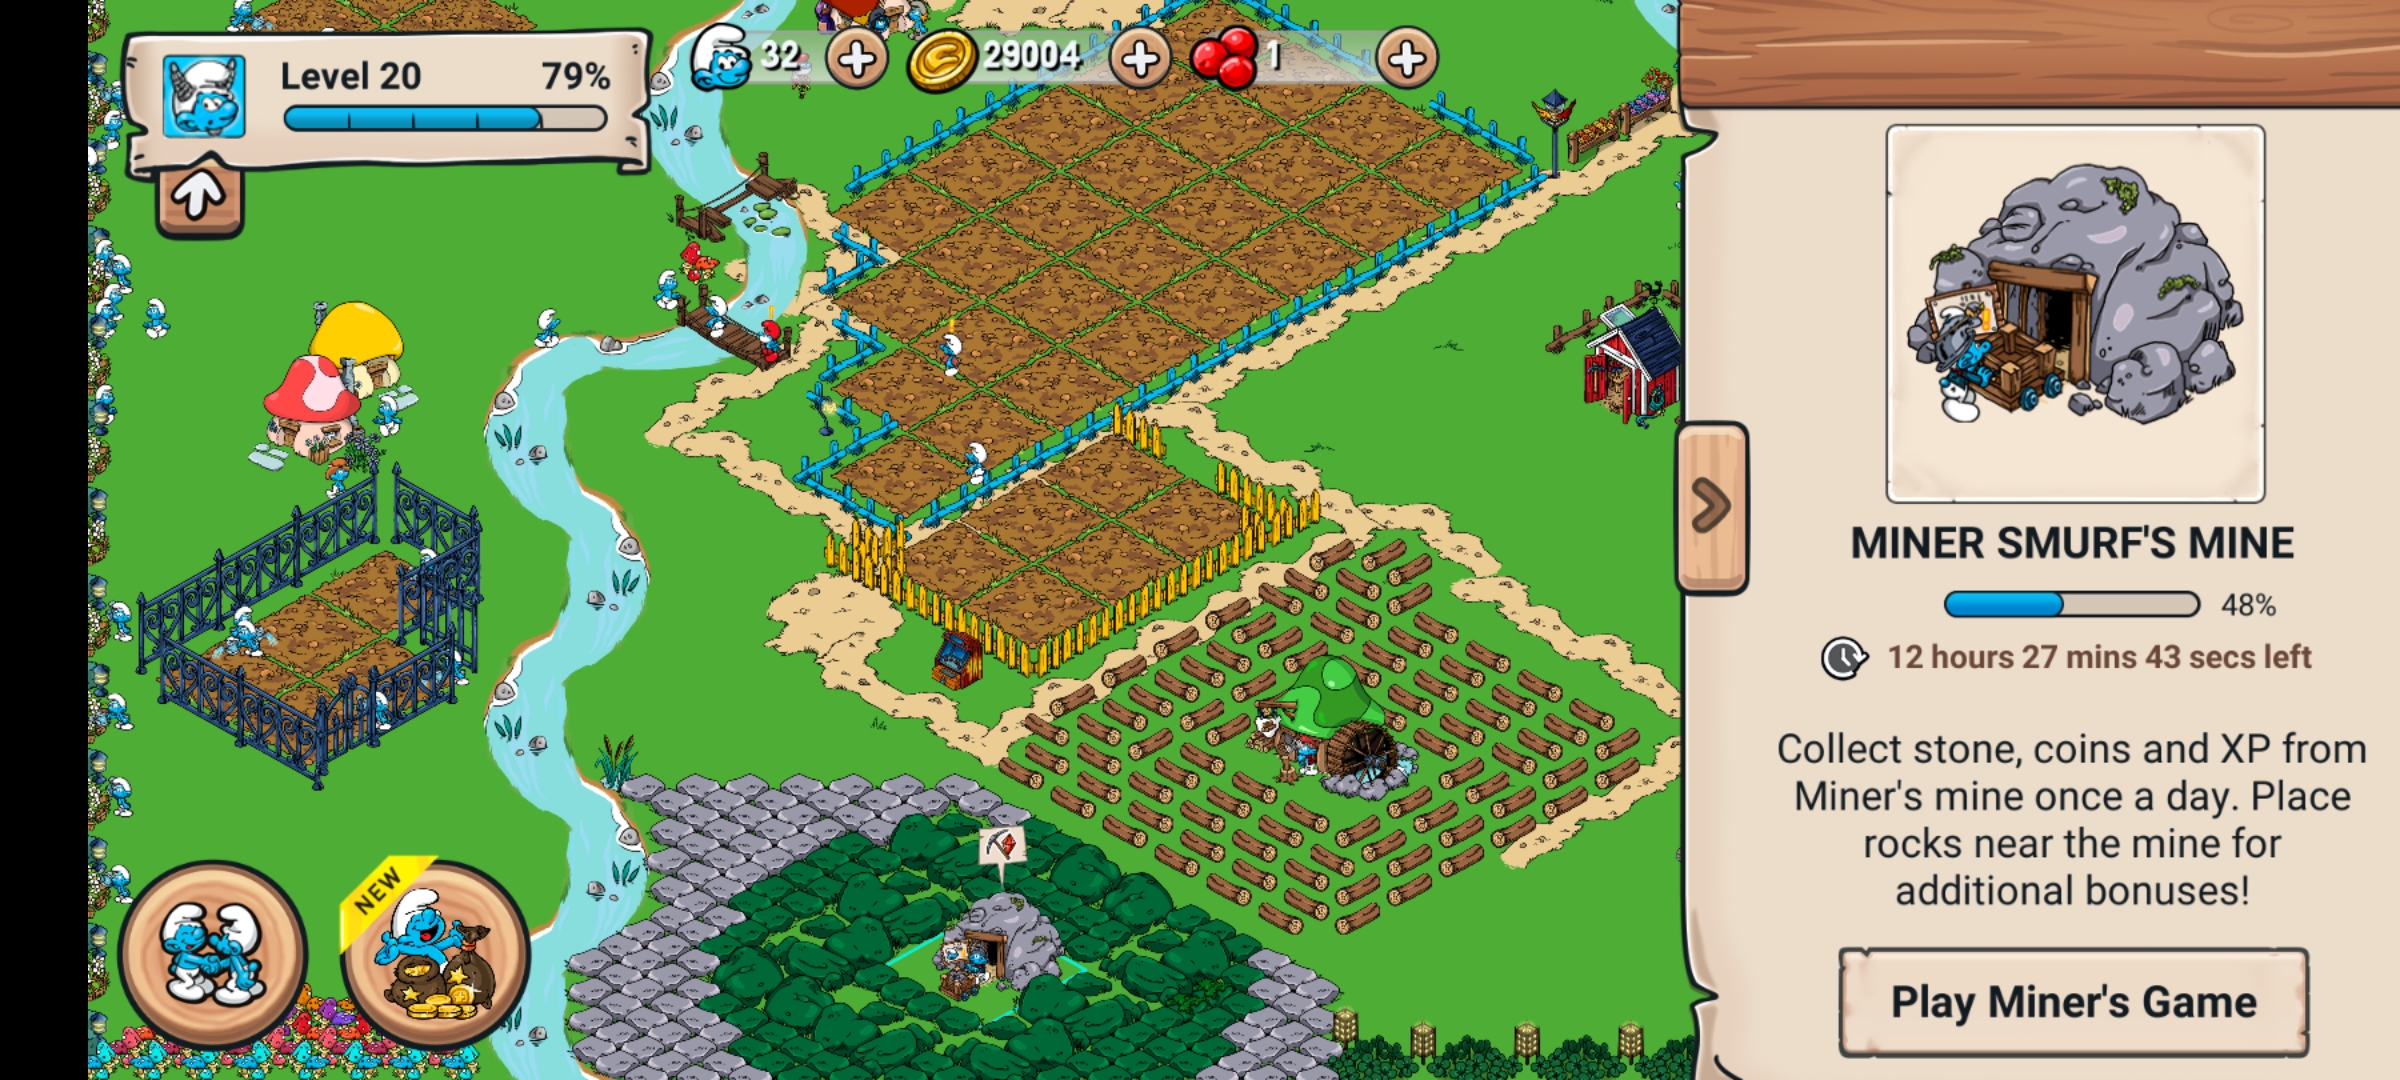 Level 20 79%
32
29004
1
MINER SMURF'S MINE
48%
12 hours 27 mins 43 secs left
Collect stone, coins and XP from
Miner's mine once a day. Place
rocks near the mine for
additional bonuses!
Play Miner's Game
NEW